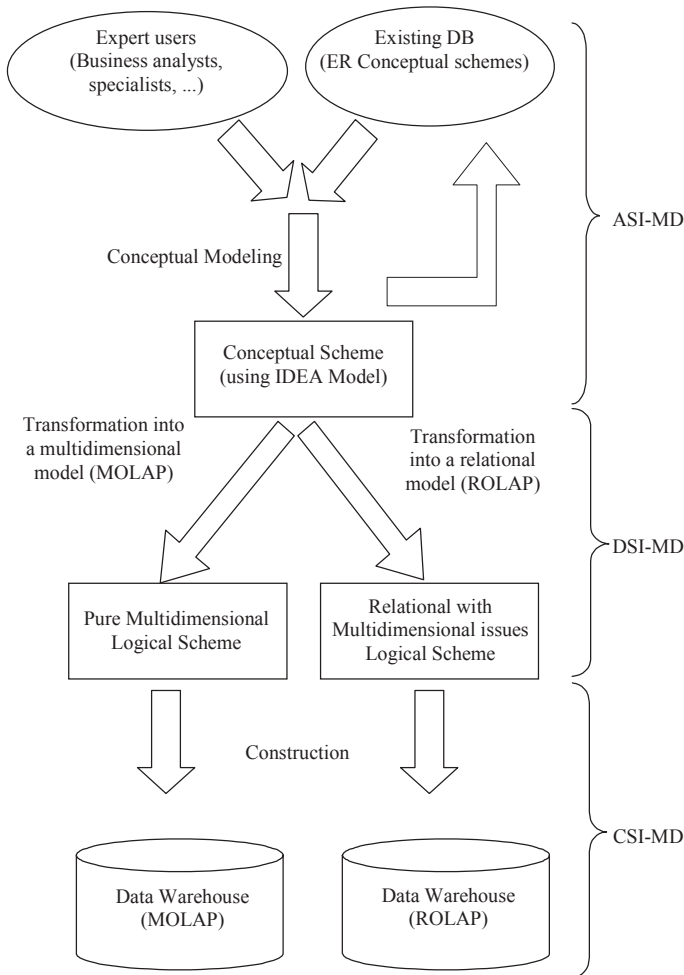 Expert users
(Business analysts,
specialists, ...)
Existing DB
(ER Conceptual schemes)
ASI-MD
Conceptual Modeling
Conceptual Scheme
(using IDEA Model)
Transformation into
a multidimensional
model (MOLAP)
Transformation
into a relational
model (ROLAP)
DSI-MD
Pure Multidimensional
Logical Scheme
Relational with
Multidimensional issues
Logical Scheme
Construction
CSI-MD
Data Warehouse
(MOLAP)
Data Warehouse
(ROLAP)